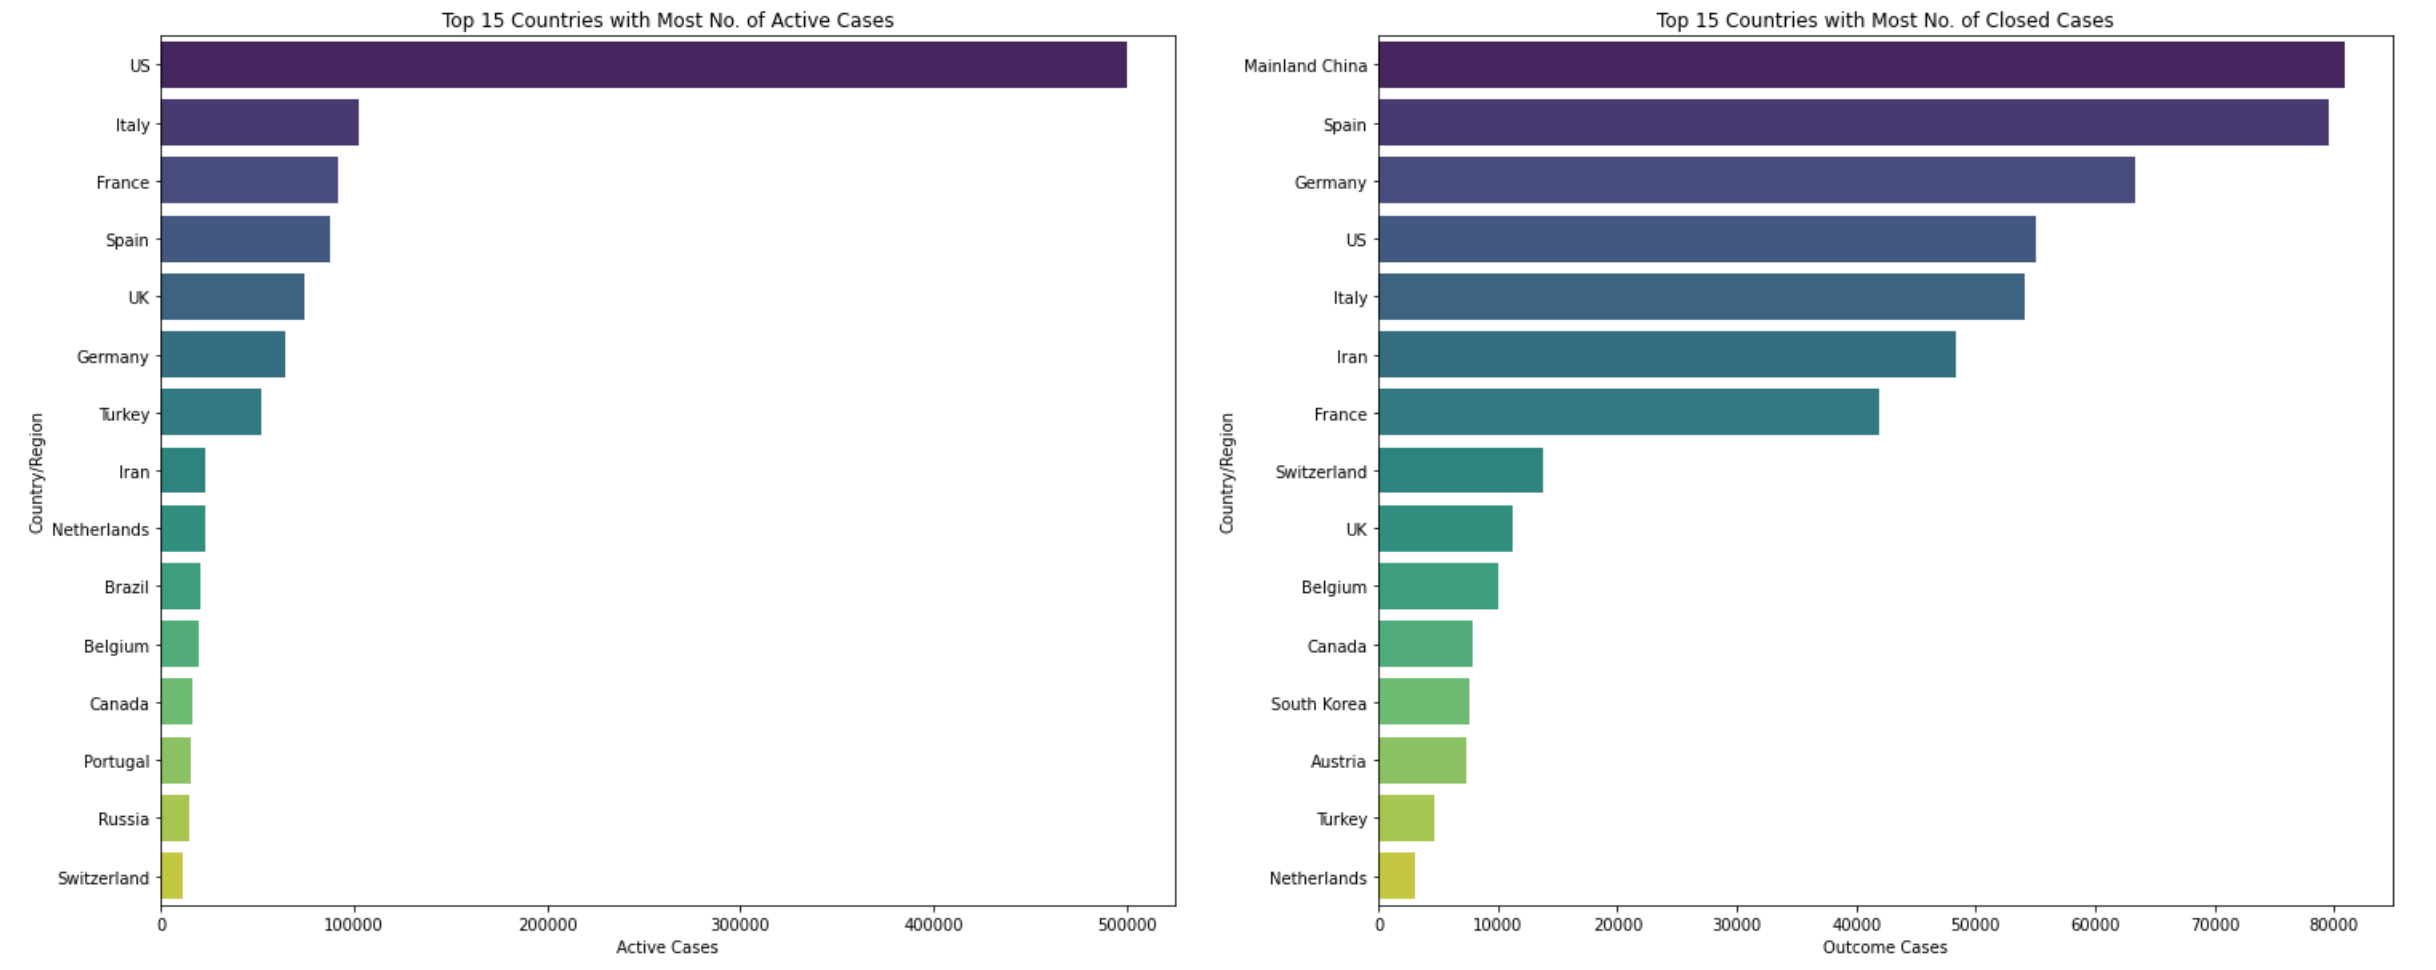 Top 15 Countries with Most No. of Active Cases
US
Italy
France
Spain
UK
Germany
Turkey
Iran
Netherlands
Brazil
Belgium
Canada
Portugal
Russia
Switzerland
Country/Region
0 100000 200000 300000 400000 500000
Active Cases
Top 15 Countries with Most No. of Closed Cases
Mainland China
Spain
Germany
US
Italy
Iran
France
Switzerland
UK
Belgium
Canada
South Korea
Austria
Turkey
Netherlands
Country/Region
0 10000 20000 30000 40000 50000 60000 70000 80000
Outcome Cases